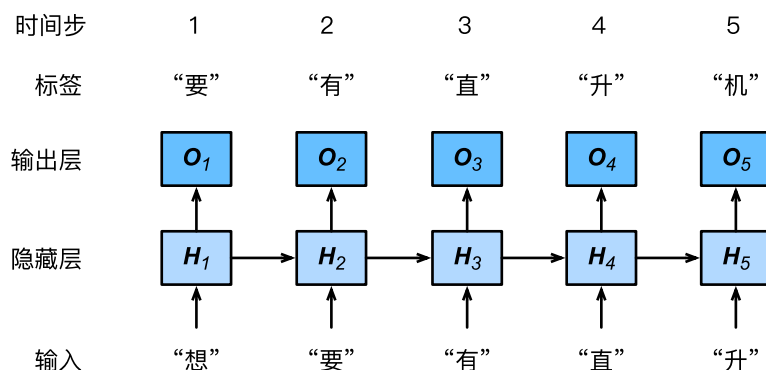 时间步 1 2 3 4 5
标签 “要” “有” “直” “升” “机”
输出层 O1 O2 O3 O4 O5
隐藏层 H1 H2 H3 H4 H5
输入 “想” “要” “有” “直” “升”